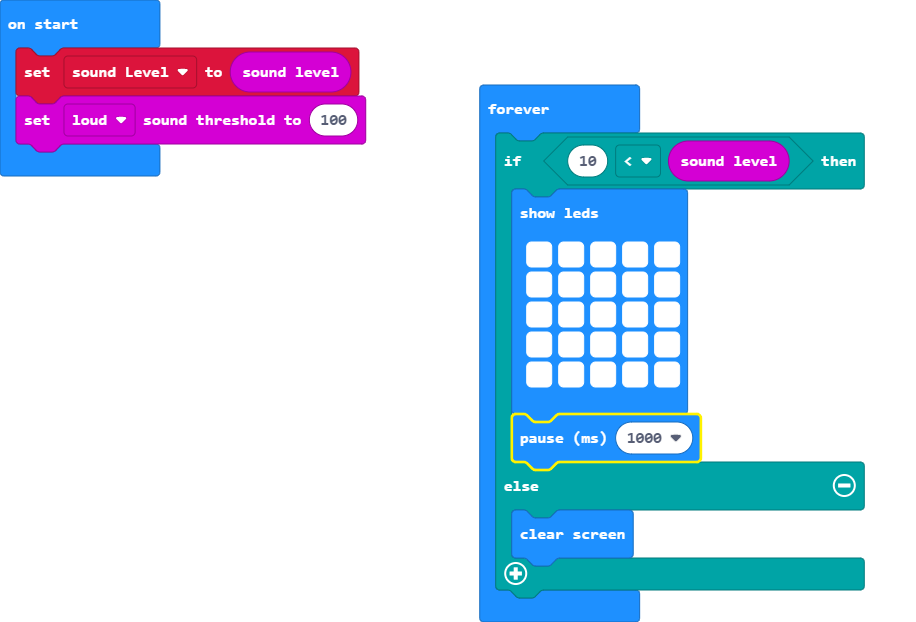 on start
set sound Level to sound level
set loud sound threshold to 100
forever
if 10 < sound level then
show leds
pause (ms) 1000
else
clear screen